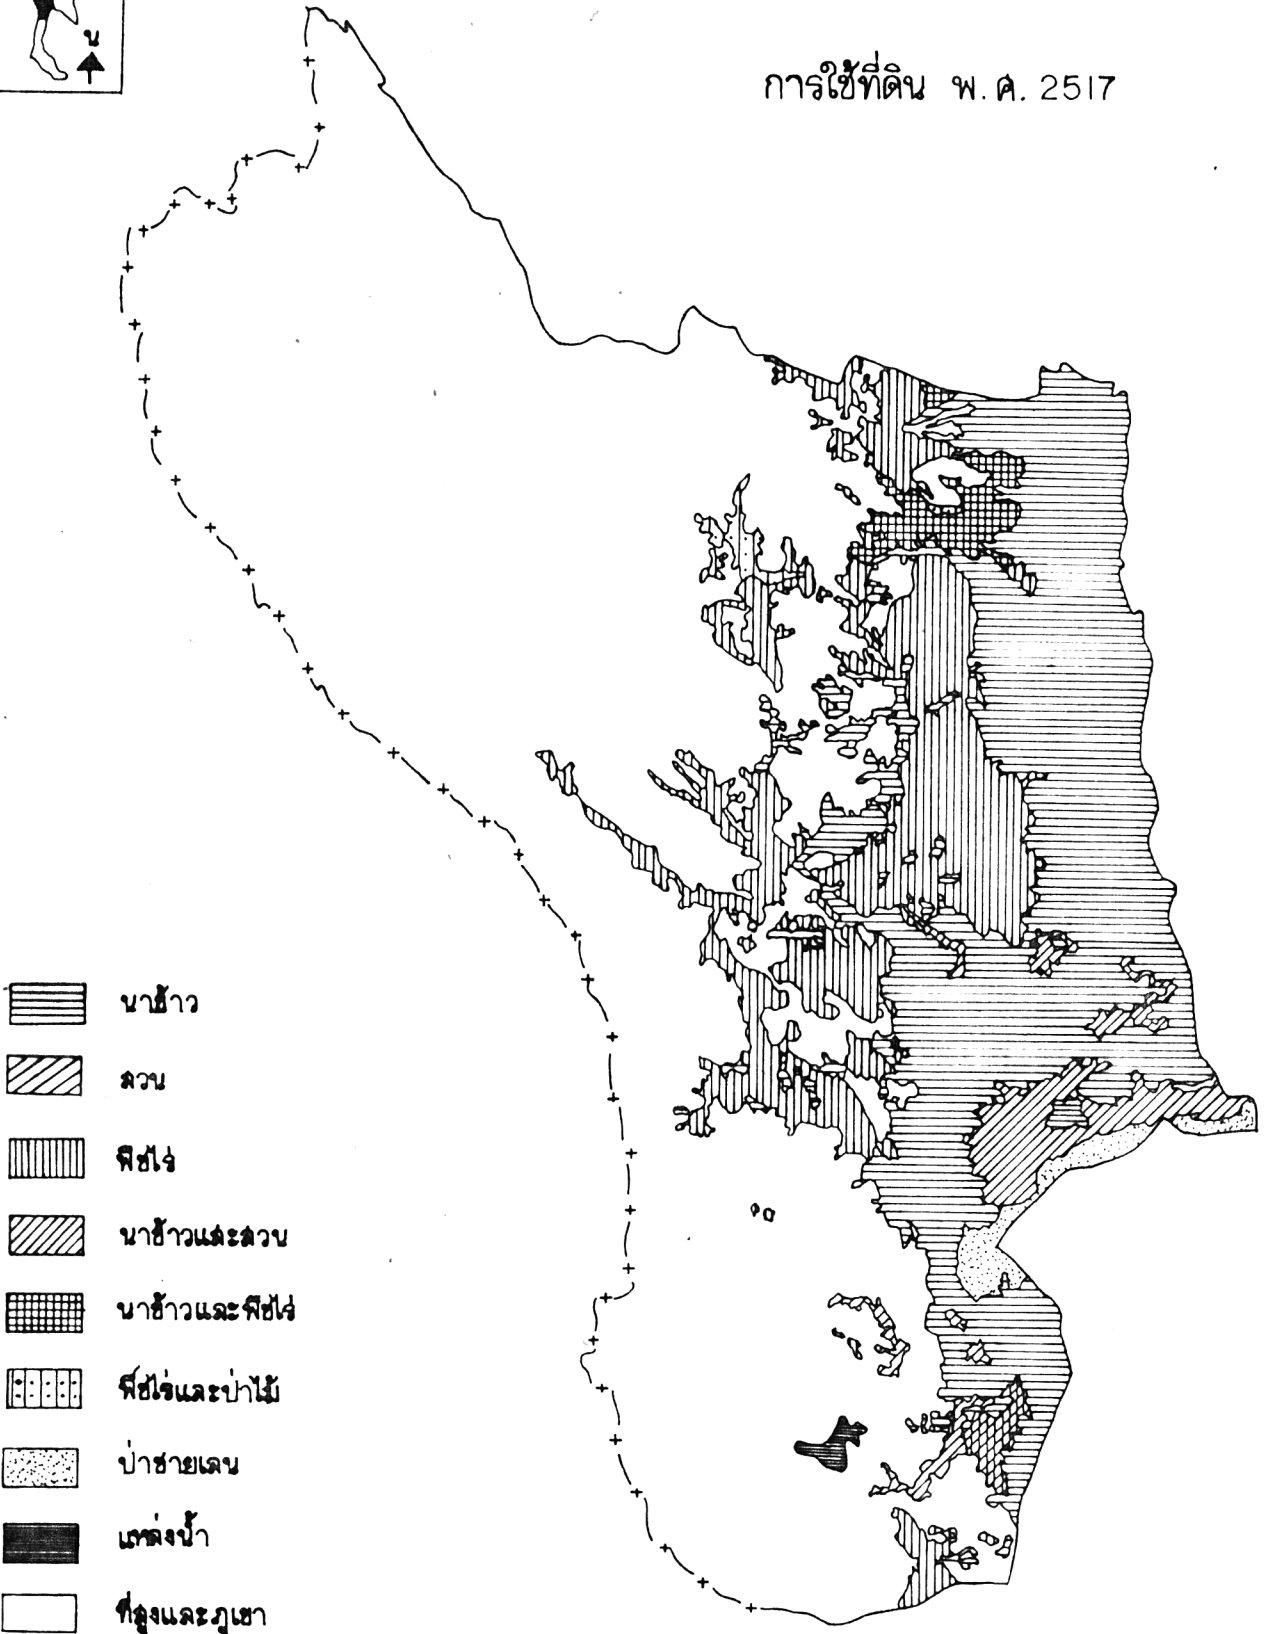 น
การใช้ที่ดิน พ.ศ. 2517
นาข้าว
สวน
พืชไร่
นาข้าวและสวน
นาข้าวและพืชไร่
พืชไร่และป่าไม้
ป่าชายเลน
แหล่งน้ำ
ที่สูงและภูเขา